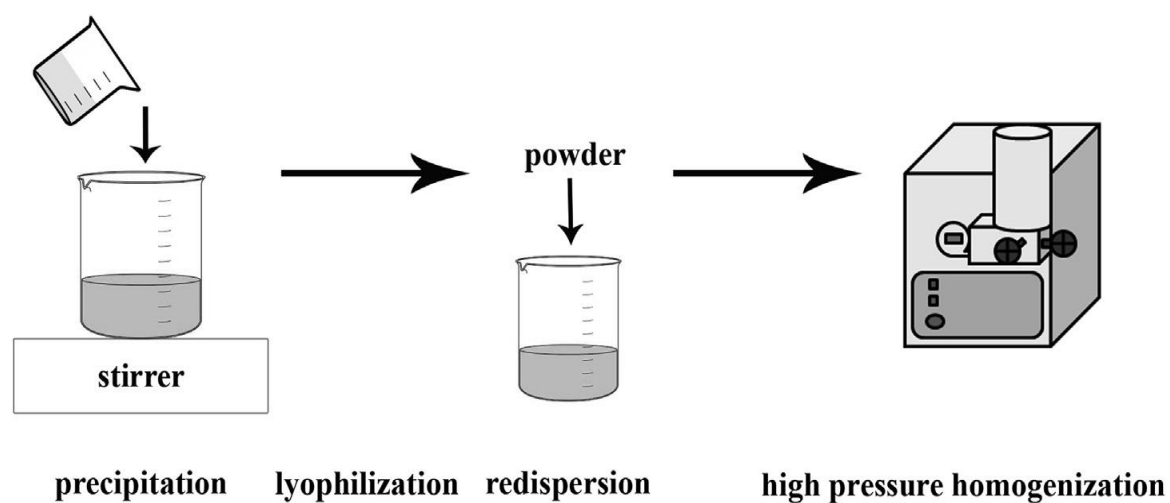 powder
stirrer
precipitation lyophilization redispersion high pressure homogenization